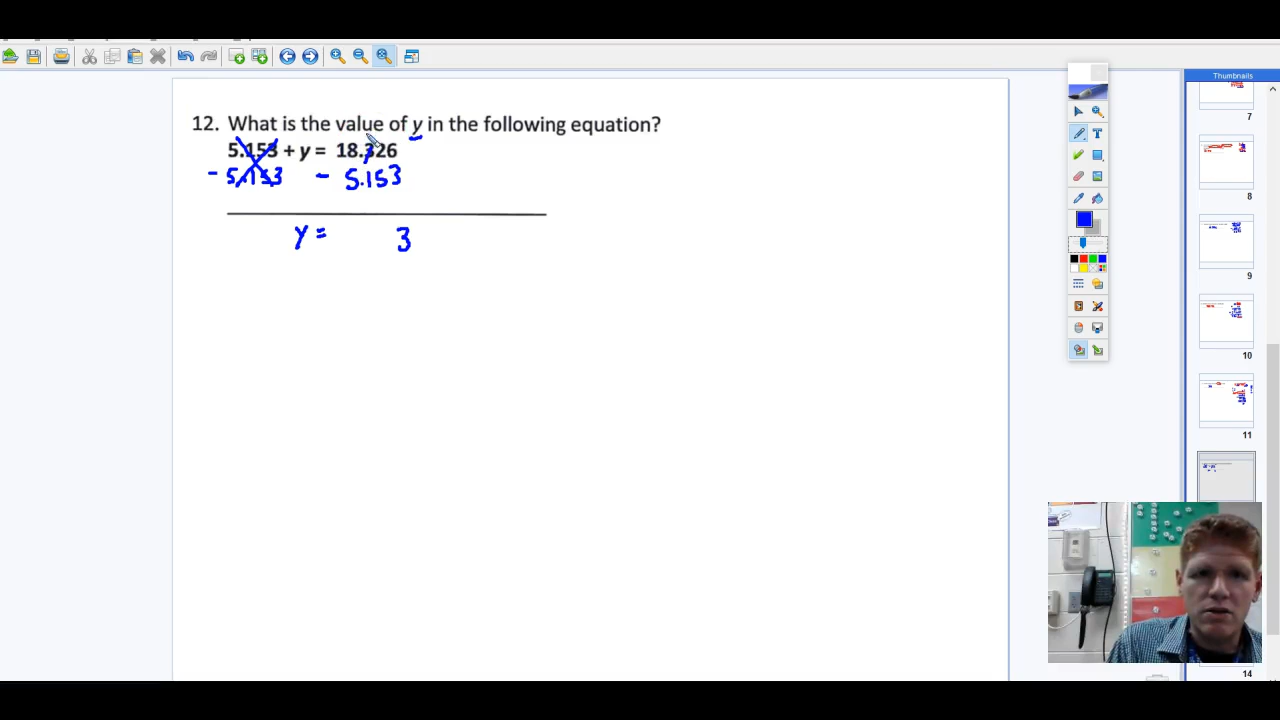 Thumbnails
12. What is the value of y in the following equation?
5.153 + y = 18.326
- 5.153 - 5.153
y = 3
7
8
9
10
11
14